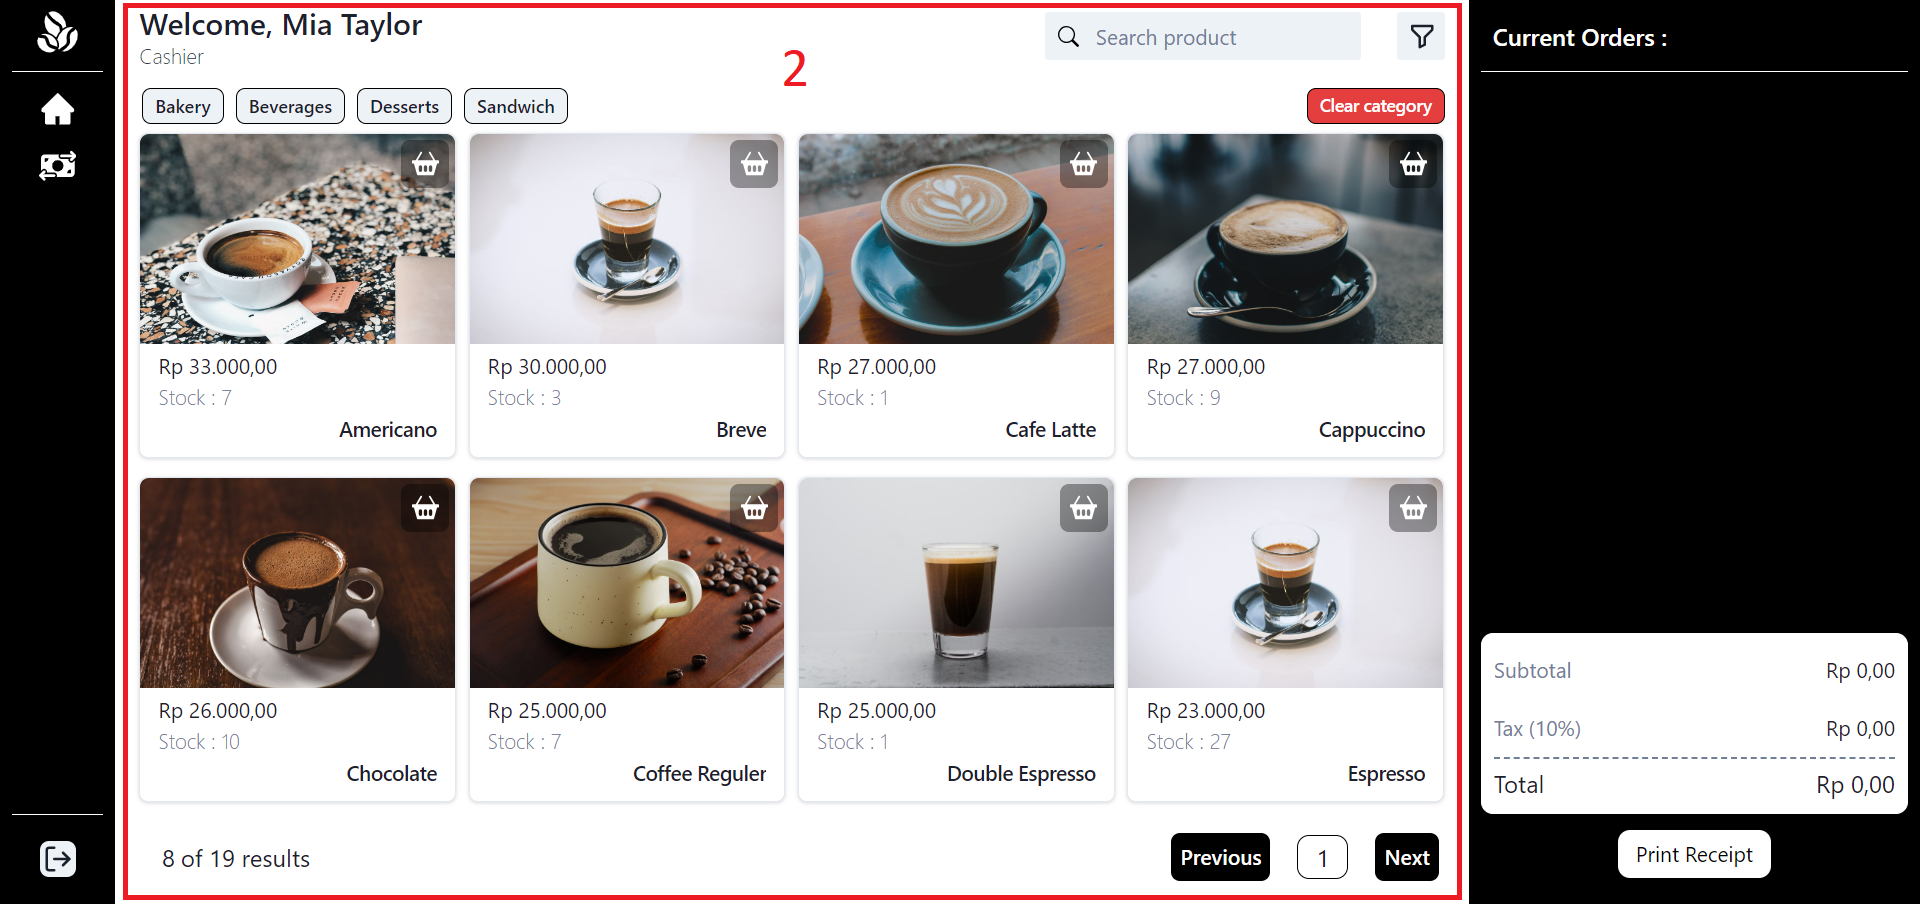 Welcome, Mia Taylor
Cashier
2
Search product
Bakery Beverages Desserts Sandwich Clear category
Rp 33.000,00
Stock : 7
Americano
Rp 30.000,00
Stock : 3
Breve
Rp 27.000,00
Stock : 1
Cafe Latte
Rp 27.000,00
Stock : 9
Cappuccino
Rp 26.000,00
Stock : 10
Chocolate
Rp 25.000,00
Stock : 7
Coffee Reguler
Rp 25.000,00
Stock : 1
Double Espresso
Rp 23.000,00
Stock : 27
Espresso
8 of 19 results
Previous 1 Next
Current Orders :
Subtotal Rp 0,00
Tax (10%) Rp 0,00
Total Rp 0,00
Print Receipt